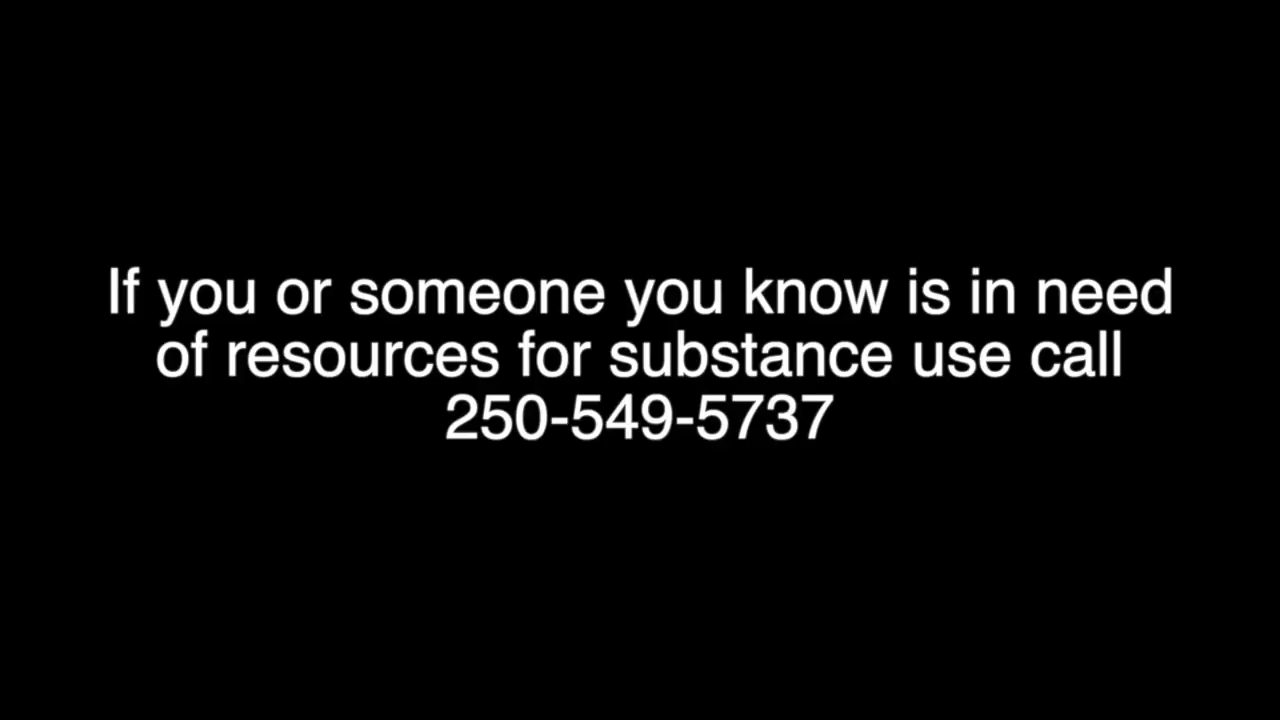 If you or someone you know is in need
of resources for substance use call
250-549-5737